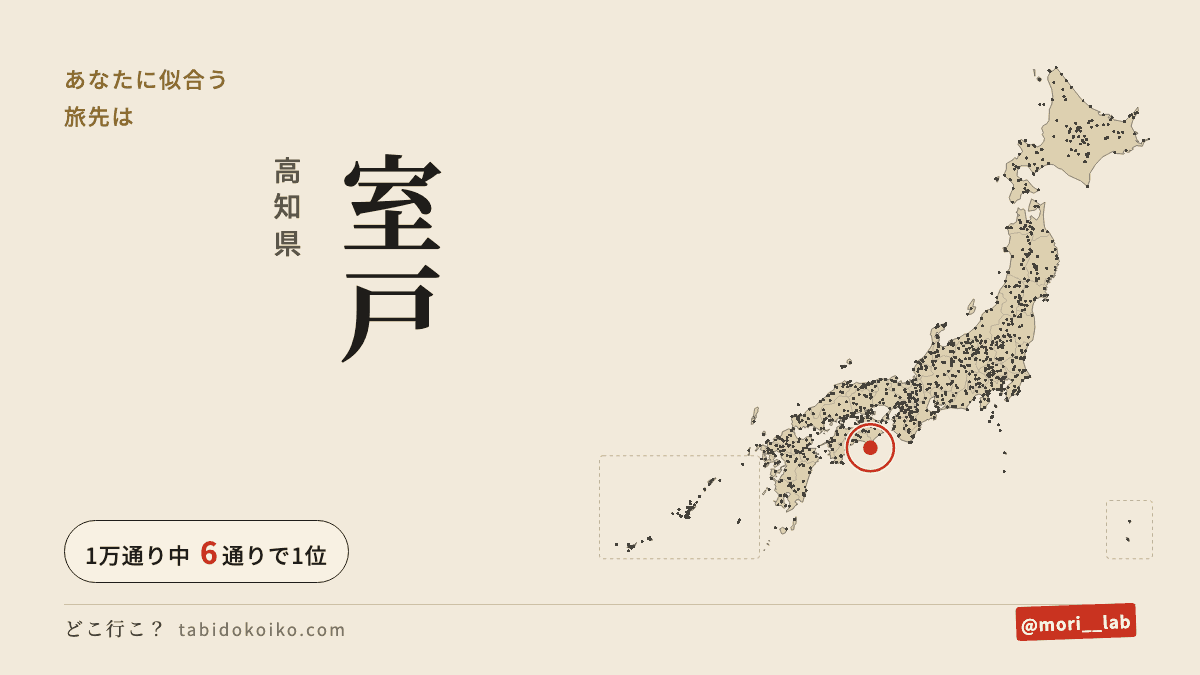 あなたに似合う
旅先は
室戸
高知県
1万通り中 6通りで1位
どこ行こ？ tabidokoiko.com
@mori__lab